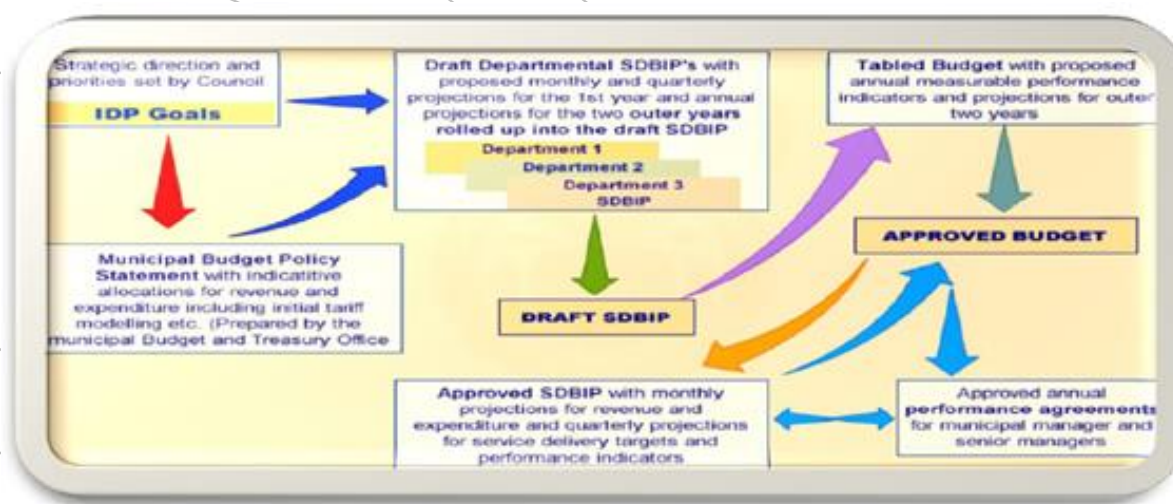 Strategic direction and
priorities set by Council
IDP Goals
Municipal Budget Policy
Statement with indicatitive
allocations for revenue and
expenditure including initial tariff
modelling etc. (Prepared by the
municipal Budget and Treasury Office
Draft Departmental SDBIP's with
proposed monthly and quarterly
projections for the 1st year and annual
projections for the two outer years
rolled up into the draft SDBIP
Department 1
Department 2
Department 3
SDBIP
DRAFT SDBIP
Tabled Budget with proposed
annual measurable performance
indicators and projections for outer
two years
APPROVED BUDGET
Approved SDBIP with monthly
projections for revenue and
expenditure and quarterly projections
for service delivery targets and
performance indicators
Approved annual
performance agreements
for municipal manager and
senior managers